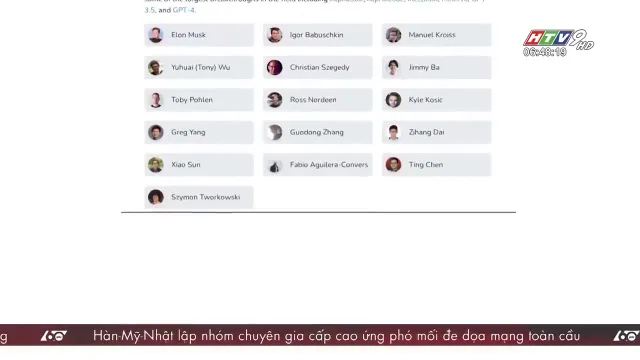 3.5, and GPT-4.
Elon Musk
Igor Babuschkin
Manuel Kroiss
Yuhuai (Tony) Wu
Christian Szegedy
Jimmy Ba
Toby Pohlen
Ross Nordeen
Kyle Kosic
Greg Yang
Guodong Zhang
Zihang Dai
Xiao Sun
Fabio Aguilera-Convers
Ting Chen
Szymon Tworkowski
HTV9 HD
06:48:19
g
60
Hàn-Mỹ-Nhật lập nhóm chuyên gia cấp cao ứng phó mối đe dọa mạng toàn cầu
60